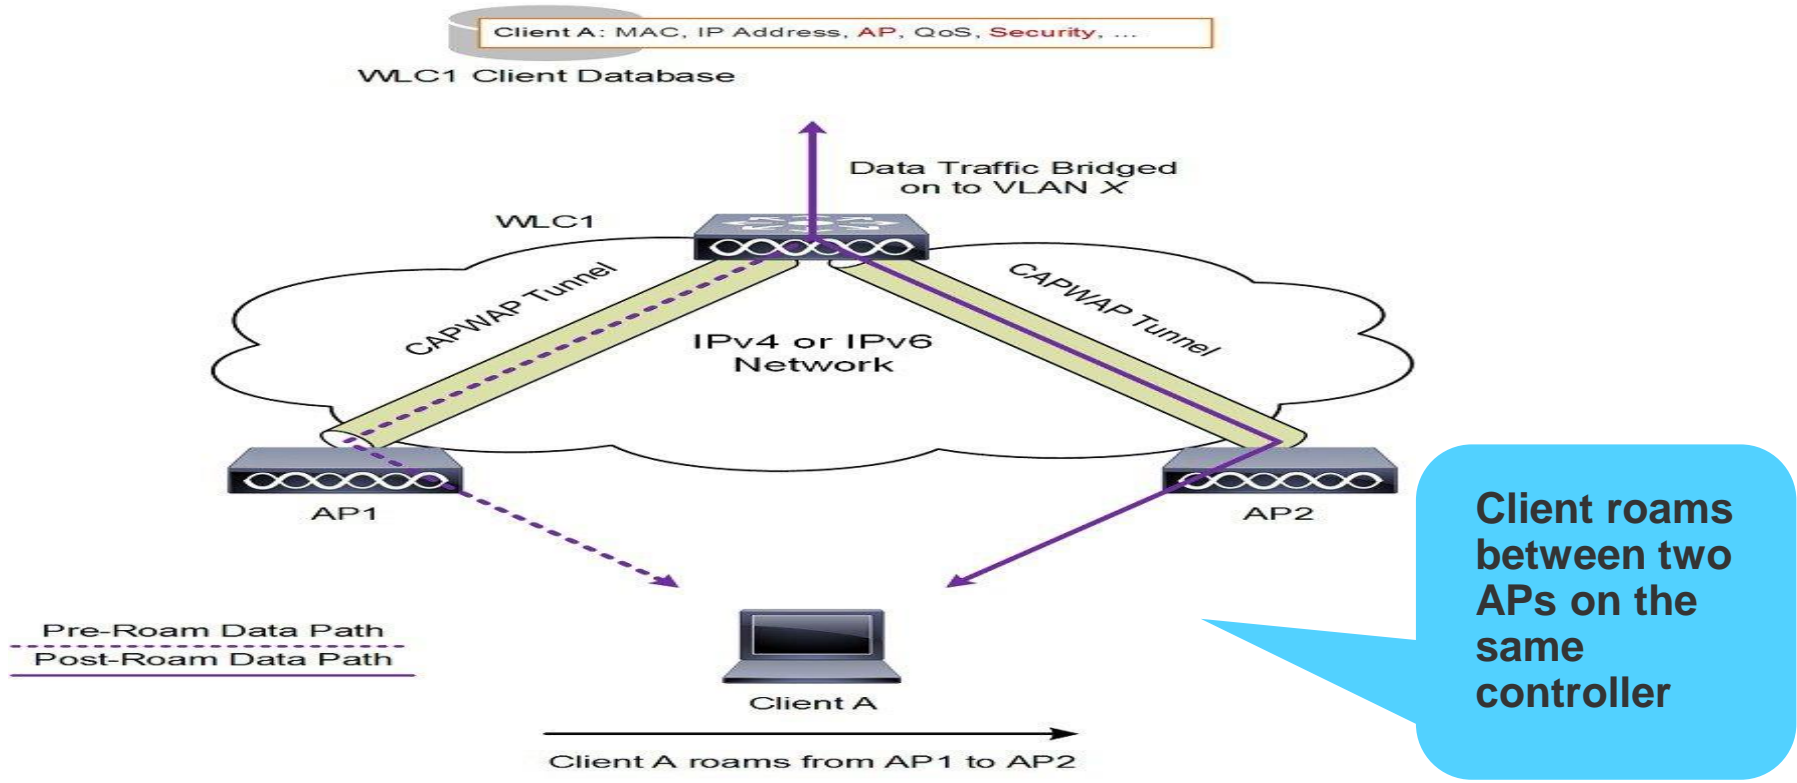 Client A: MAC, IP Address, AP, QoS, Security, ...
WLC1 Client Database
Data Traffic Bridged
on to VLAN X
WLC1
CAPWAP Tunnel
CAPWAP Tunnel
IPv4 or IPv6
Network
AP1
AP2
Client roams
between two
APs on the
same
controller
Pre-Roam Data Path
Post-Roam Data Path
Client A
Client A roams from AP1 to AP2